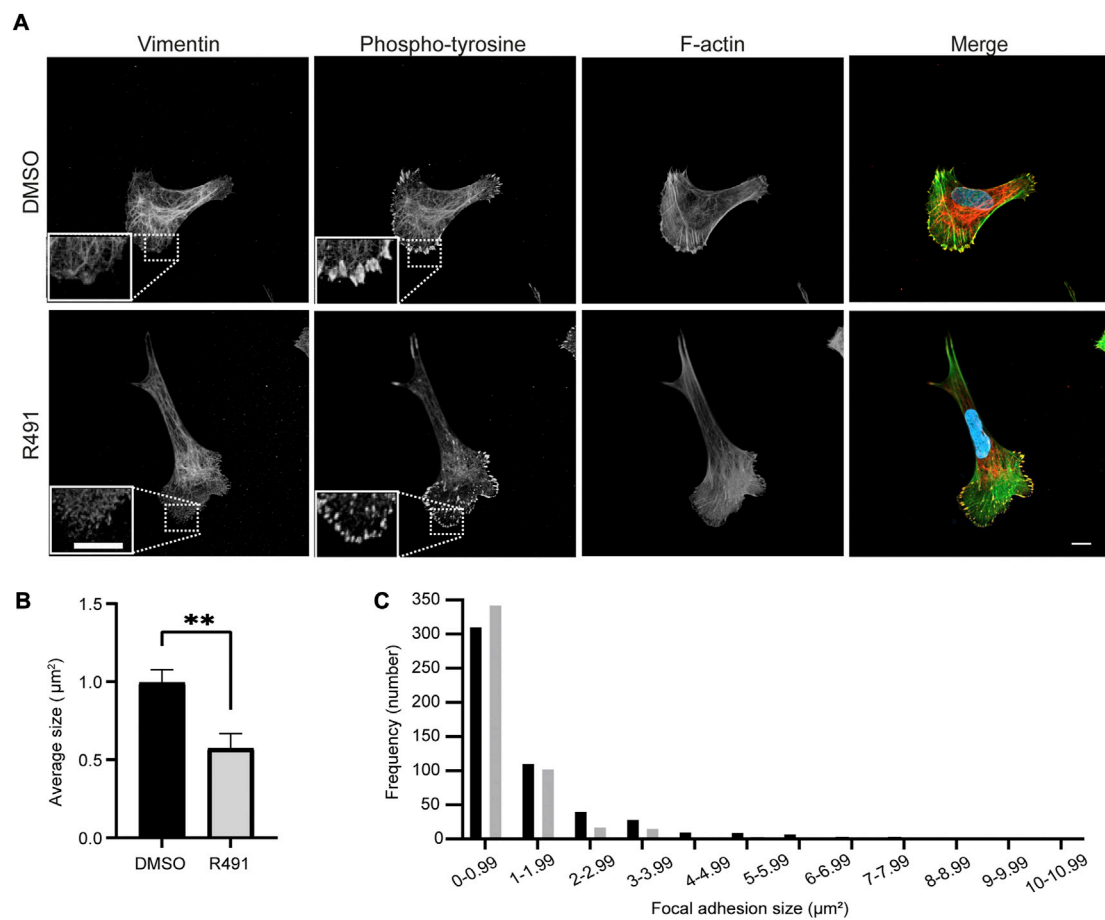 A
Vimentin Phospho-tyrosine F-actin Merge
DMSO
R491
B
1.5
1.0
0.5
0.0
Average size ( µm²)
**
DMSO R491
C
350
300
250
200
150
100
50
0
Frequency (number)
0-0.99 1-1.99 2-2.99 3-3.99 4-4.99 5-5.99 6-6.99 7-7.99 8-8.99 9-9.99 10-10.99
Focal adhesion size (µm²)